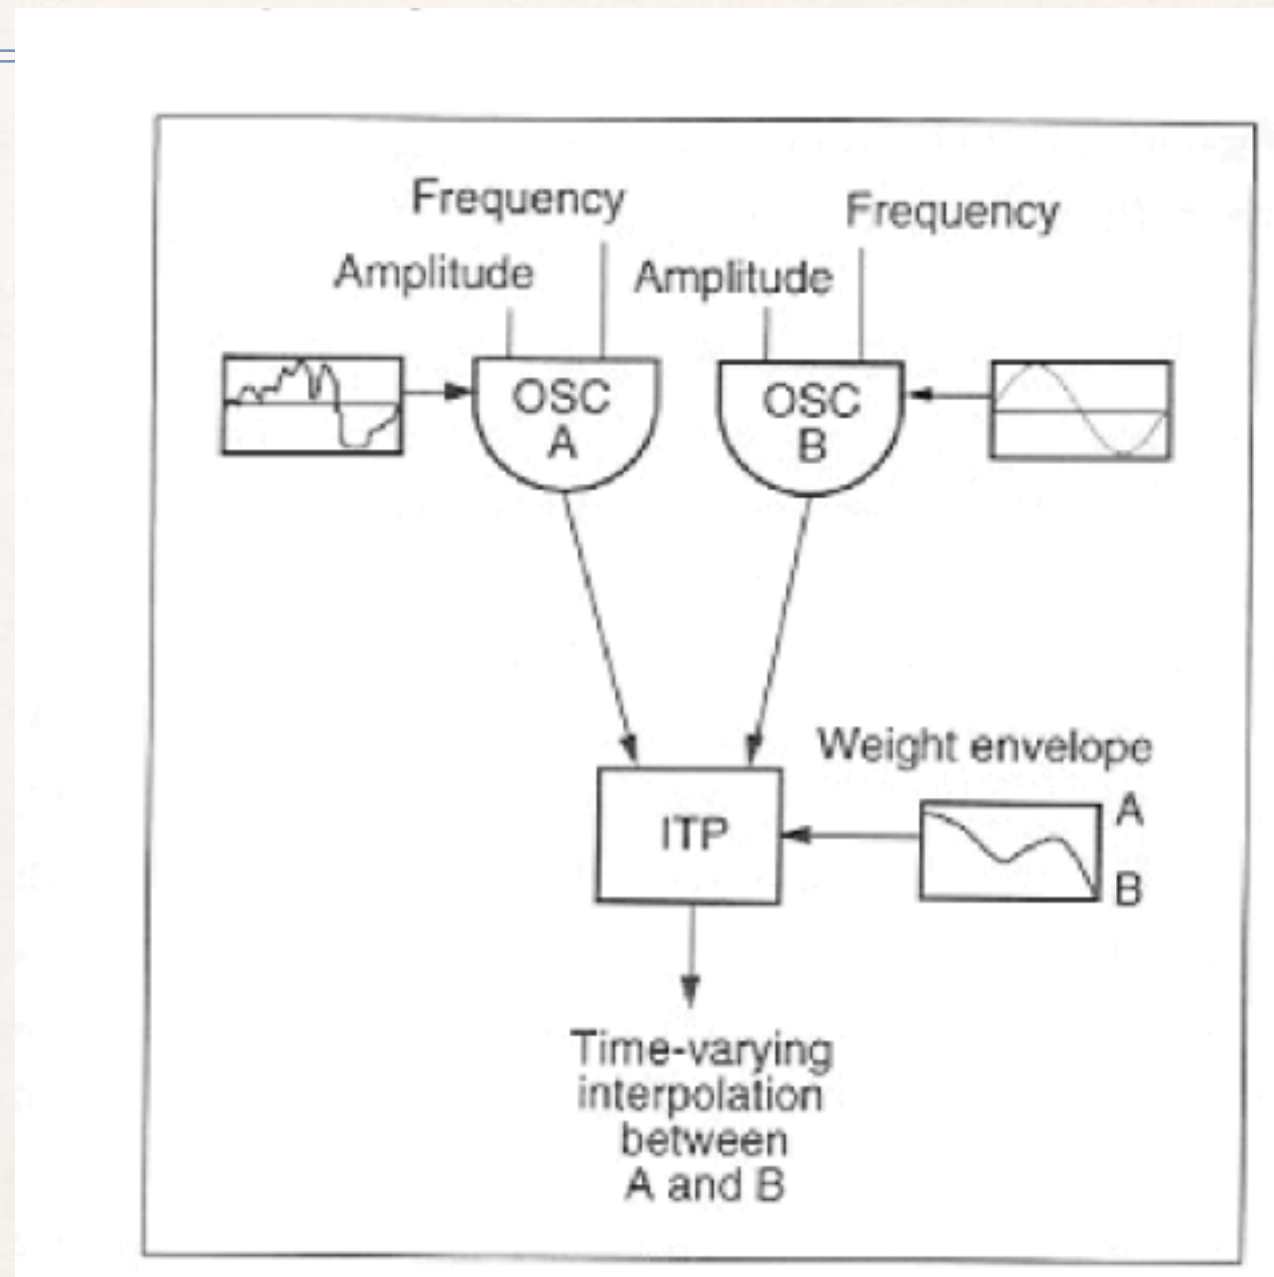 Frequency
Frequency
Amplitude
Amplitude
OSC
A
OSC
B
Weight envelope
A
ITP
B
Time-varying
interpolation
between
A and B